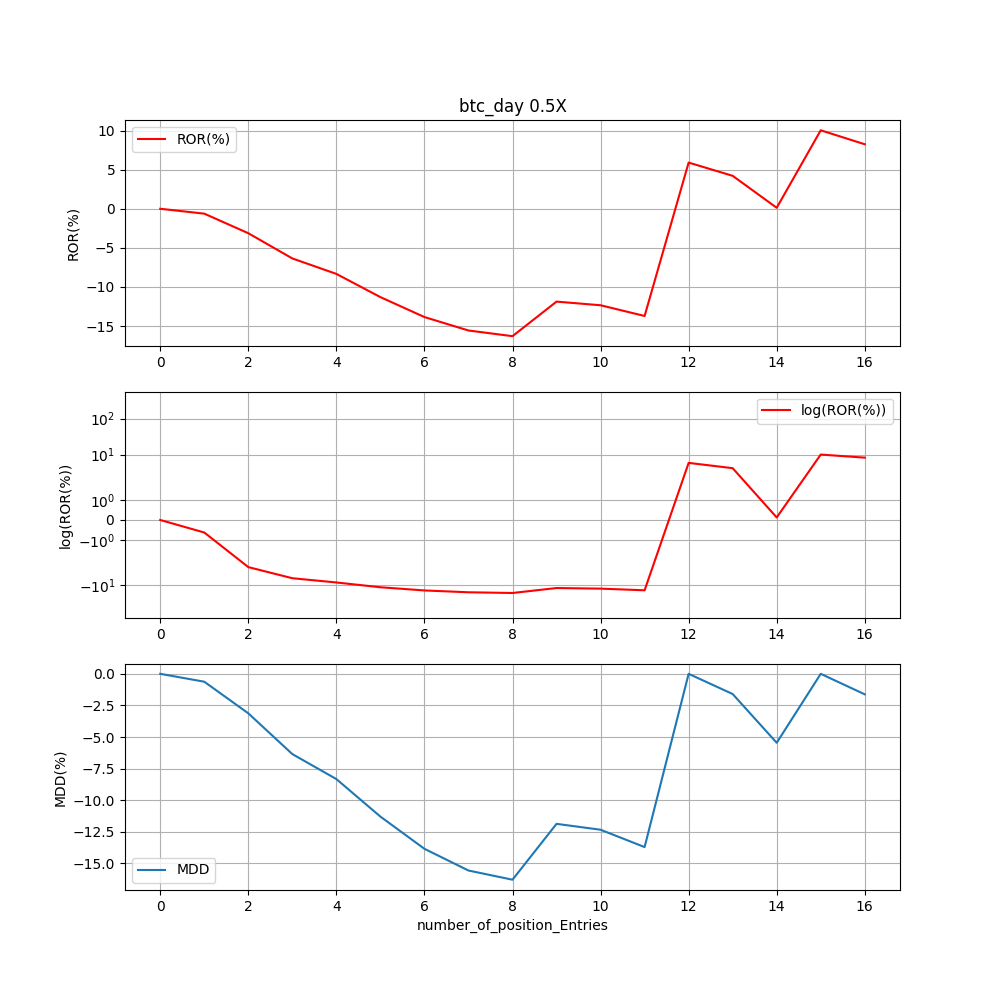 btc_day 0.5X
ROR(%)
ROR(%)
10
5
0
−5
−10
−15
0 2 4 6 8 10 12 14 16
log(ROR(%))
log(ROR(%))
10²
10¹
10⁰
0
−10⁰
−10¹
0 2 4 6 8 10 12 14 16
MDD(%)
0.0
−2.5
−5.0
−7.5
−10.0
−12.5
−15.0
MDD
0 2 4 6 8 10 12 14 16
number_of_position_Entries